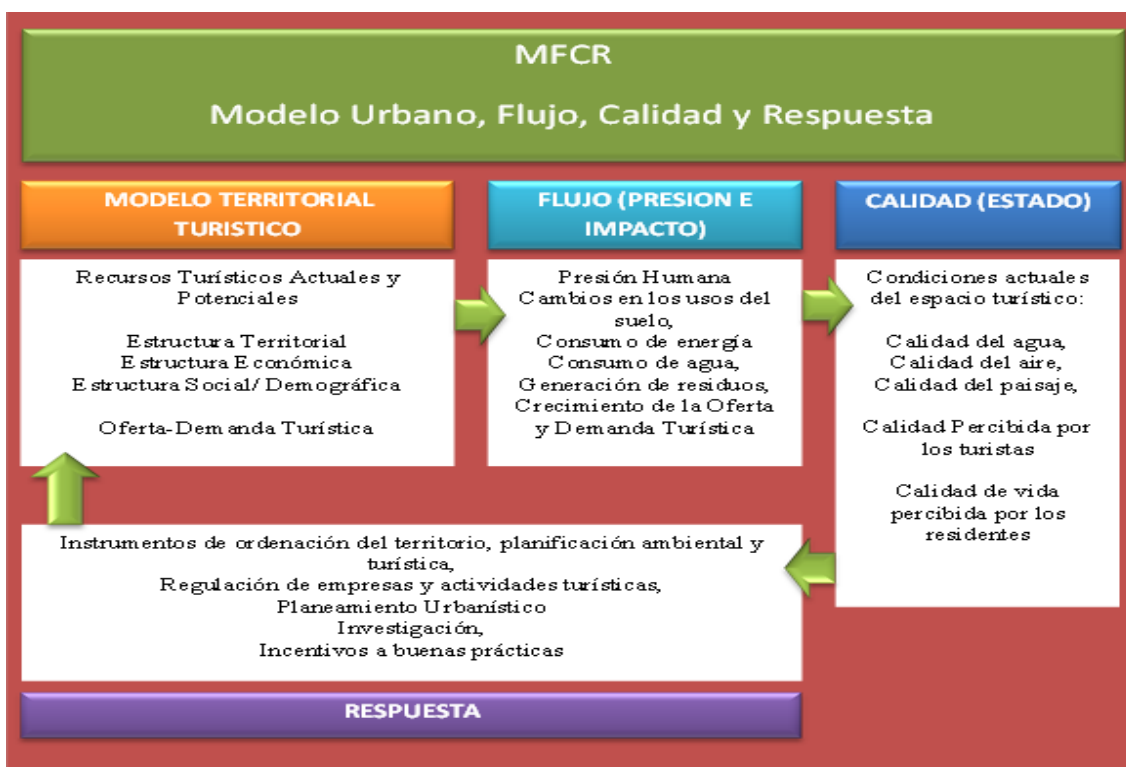 MFCR
Modelo Urbano, Flujo, Calidad y Respuesta
MODELO TERRITORIAL
TURISTICO
Recursos Turísticos Actuales y
Potenciales
Estructura Territorial
Estructura Económica
Estructura Social/ Demográfica
Oferta-Demanda Turística
FLUJO (PRESION E
IMPACTO)
Presión Humana
Cambios en los usos del
suelo,
Consumo de energía
Consumo de agua,
Generación de residuos,
Crecimiento de la Oferta
y Demanda Turística
CALIDAD (ESTADO)
Condiciones actuales
del espacio turístico:
Calidad del agua,
Calidad del aire,
Calidad del paisaje,
Calidad Percibida por
los turistas
Calidad de vida
percibida por los
residentes
Instrumentos de ordenación del territorio, planificación ambiental y
turística,
Regulación de empresas y actividades turísticas,
Planeamiento Urbanístico
Investigación,
Incentivos a buenas prácticas
RESPUESTA